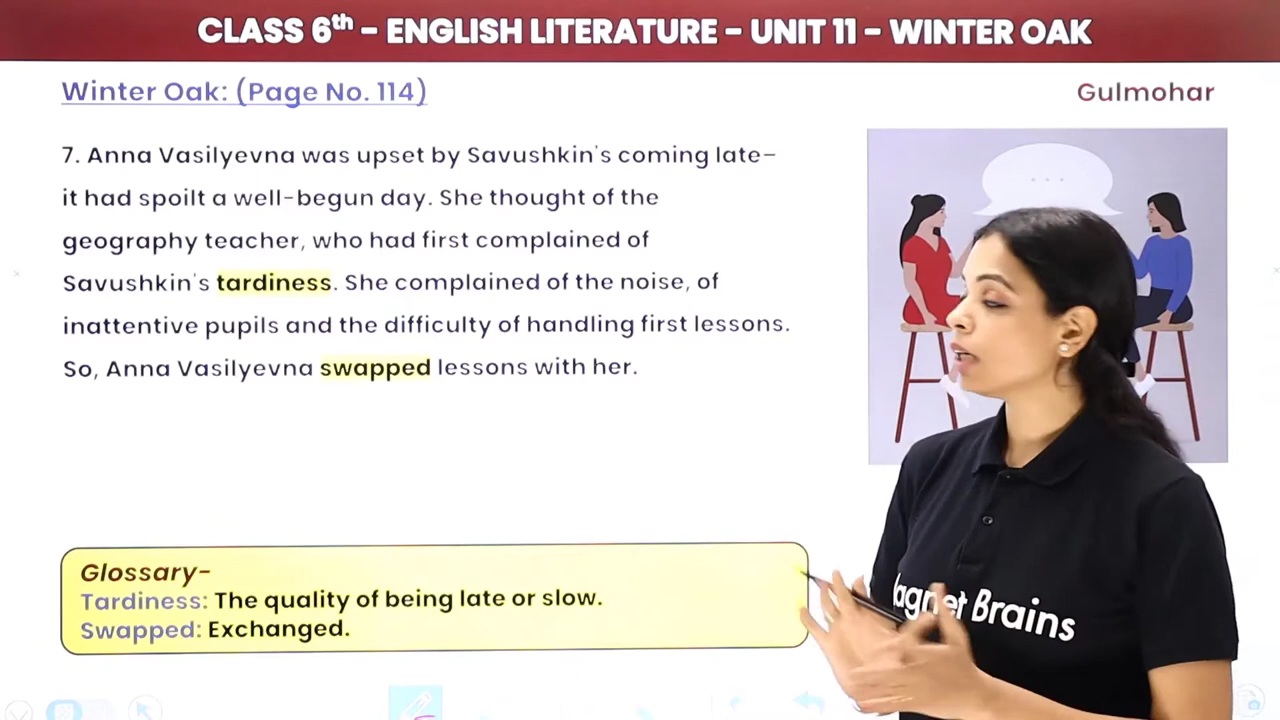 CLASS 6th – ENGLISH LITERATURE – UNIT 11 – WINTER OAK
Winter Oak: (Page No. 114)
Gulmohar
7. Anna Vasilyevna was upset by Savushkin's coming late–
it had spoilt a well-begun day. She thought of the
geography teacher, who had first complained of
Savushkin's tardiness. She complained of the noise, of
inattentive pupils and the difficulty of handling first lessons.
So, Anna Vasilyevna swapped lessons with her.
Glossary-
Tardiness: The quality of being late or slow.
Swapped: Exchanged.
agnet Brains